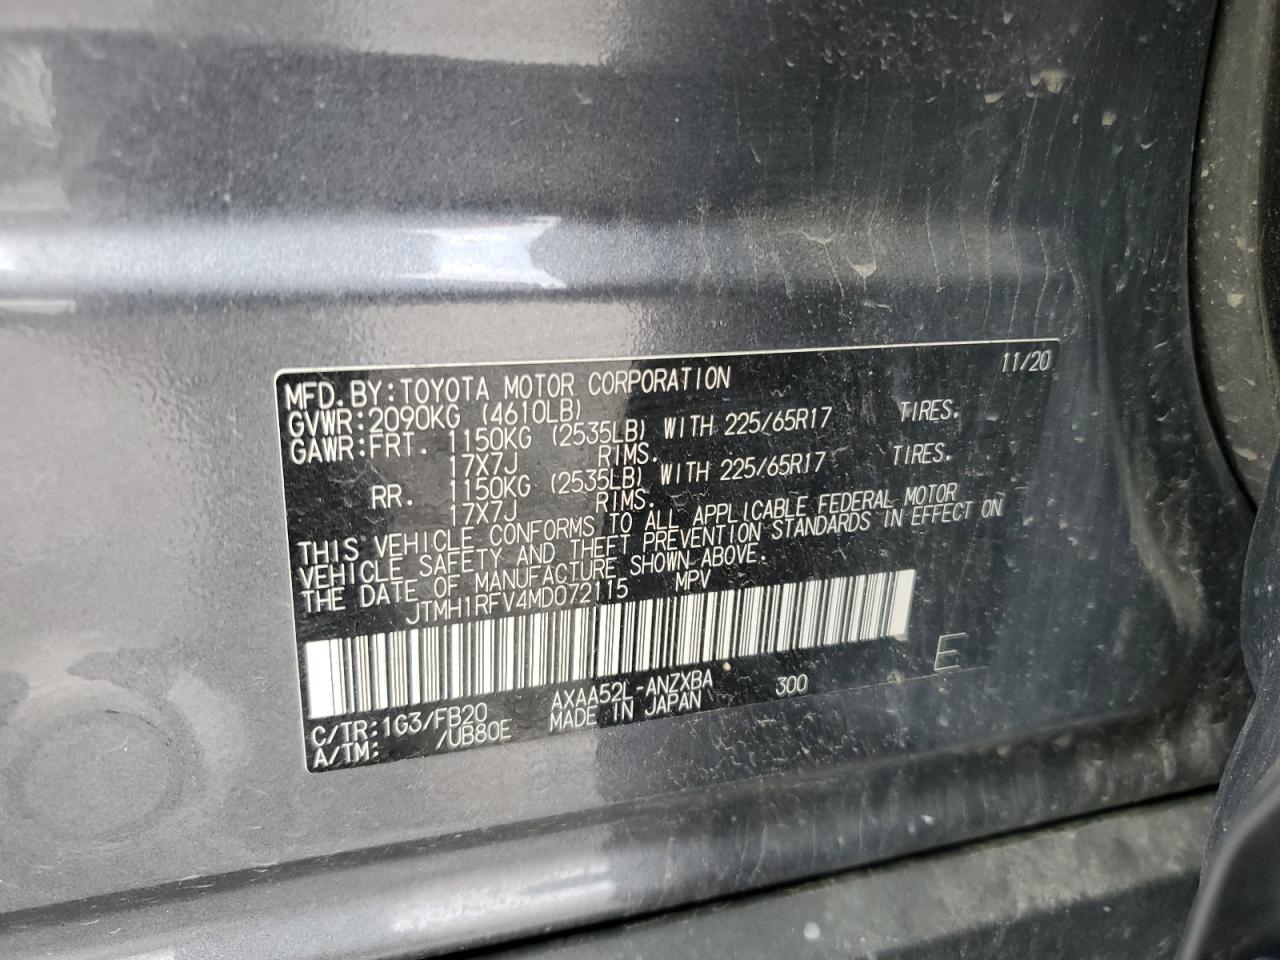 11/20
MFD.BY:TOYOTA MOTOR CORPORATION
GVWR:2090KG (4610LB)
GAWR:FRT. 1150KG (2535LB) WITH 225/65R17 TIRES.
17X7J RIMS.
RR. 1150KG (2535LB) WITH 225/65R17 TIRES.
17X7J RIMS.
THIS VEHICLE CONFORMS TO ALL APPLICABLE FEDERAL MOTOR
VEHICLE SAFETY AND THEFT PREVENTION STANDARDS IN EFFECT ON
THE DATE OF MANUFACTURE SHOWN ABOVE.
JTMH1RFV4MD072115 MPV
E
C/TR:1G3/FB20 AXAA52L-ANZXBA 300
A/TM: /UB80E MADE IN JAPAN